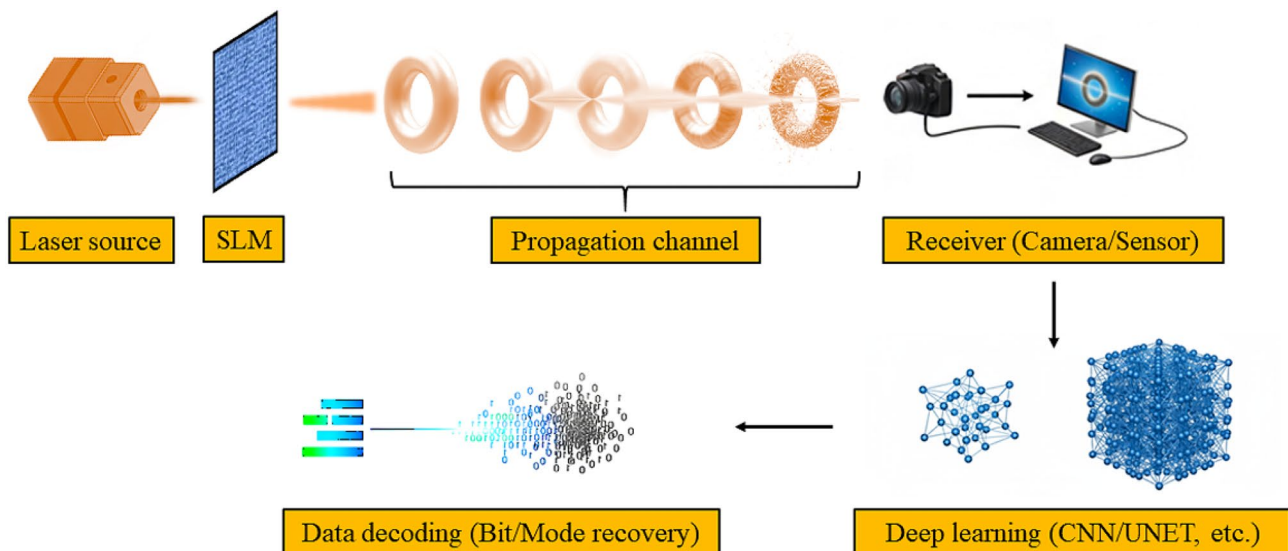 Laser source
SLM
Propagation channel
Receiver (Camera/Sensor)
Deep learning (CNN/UNET, etc.)
Data decoding (Bit/Mode recovery)